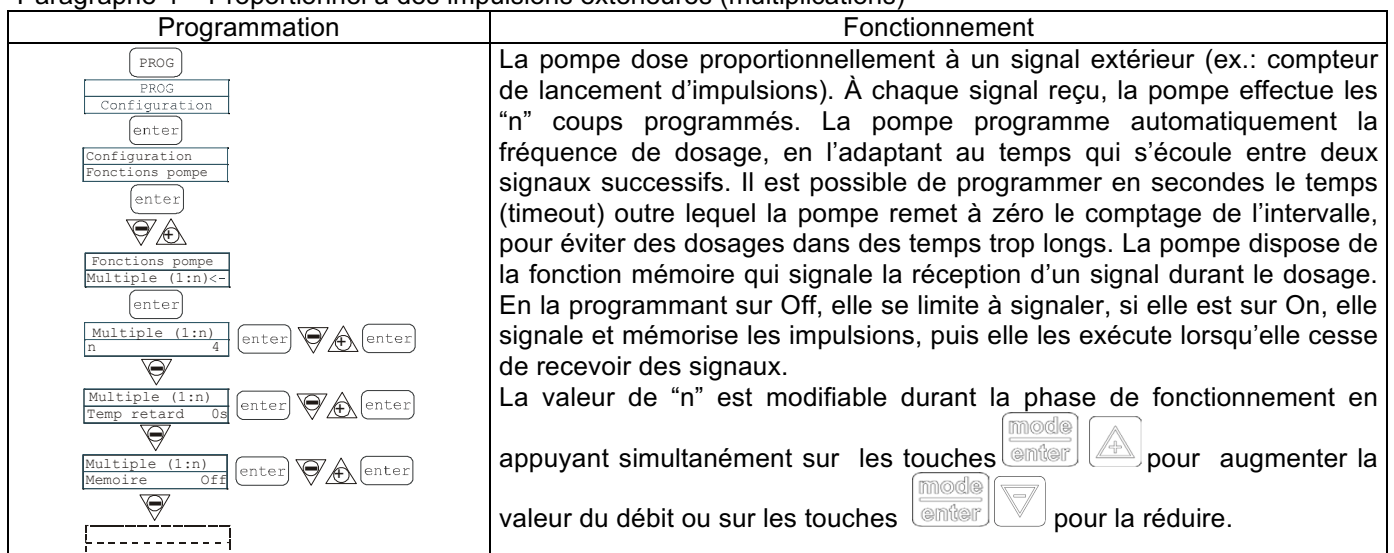 Paragraphe 4 – Proportionnel à des impulsions extérieures (multiplications)
Programmation
Fonctionnement
PROG
PROG
Configuration
enter
Configuration
Fonctions pompe
enter
Fonctions pompe
Multiple (1:n)<-
enter
Multiple (1:n)
n 4
enter enter
Multiple (1:n)
Temp retard 0s
enter enter
Multiple (1:n)
Memoire Off
enter enter
La pompe dose proportionnellement à un signal extérieur (ex.: compteur
de lancement d’impulsions). À chaque signal reçu, la pompe effectue les
“n” coups programmés. La pompe programme automatiquement la
fréquence de dosage, en l’adaptant au temps qui s’écoule entre deux
signaux successifs. Il est possible de programmer en secondes le temps
(timeout) outre lequel la pompe remet à zéro le comptage de l’intervalle,
pour éviter des dosages dans des temps trop longs. La pompe dispose de
la fonction mémoire qui signale la réception d’un signal durant le dosage.
En la programmant sur Off, elle se limite à signaler, si elle est sur On, elle
signale et mémorise les impulsions, puis elle les exécute lorsqu’elle cesse
de recevoir des signaux.
La valeur de “n” est modifiable durant la phase de fonctionnement en
appuyant simultanément sur les touches mode enter pour augmenter la
valeur du débit ou sur les touches mode enter pour la réduire.